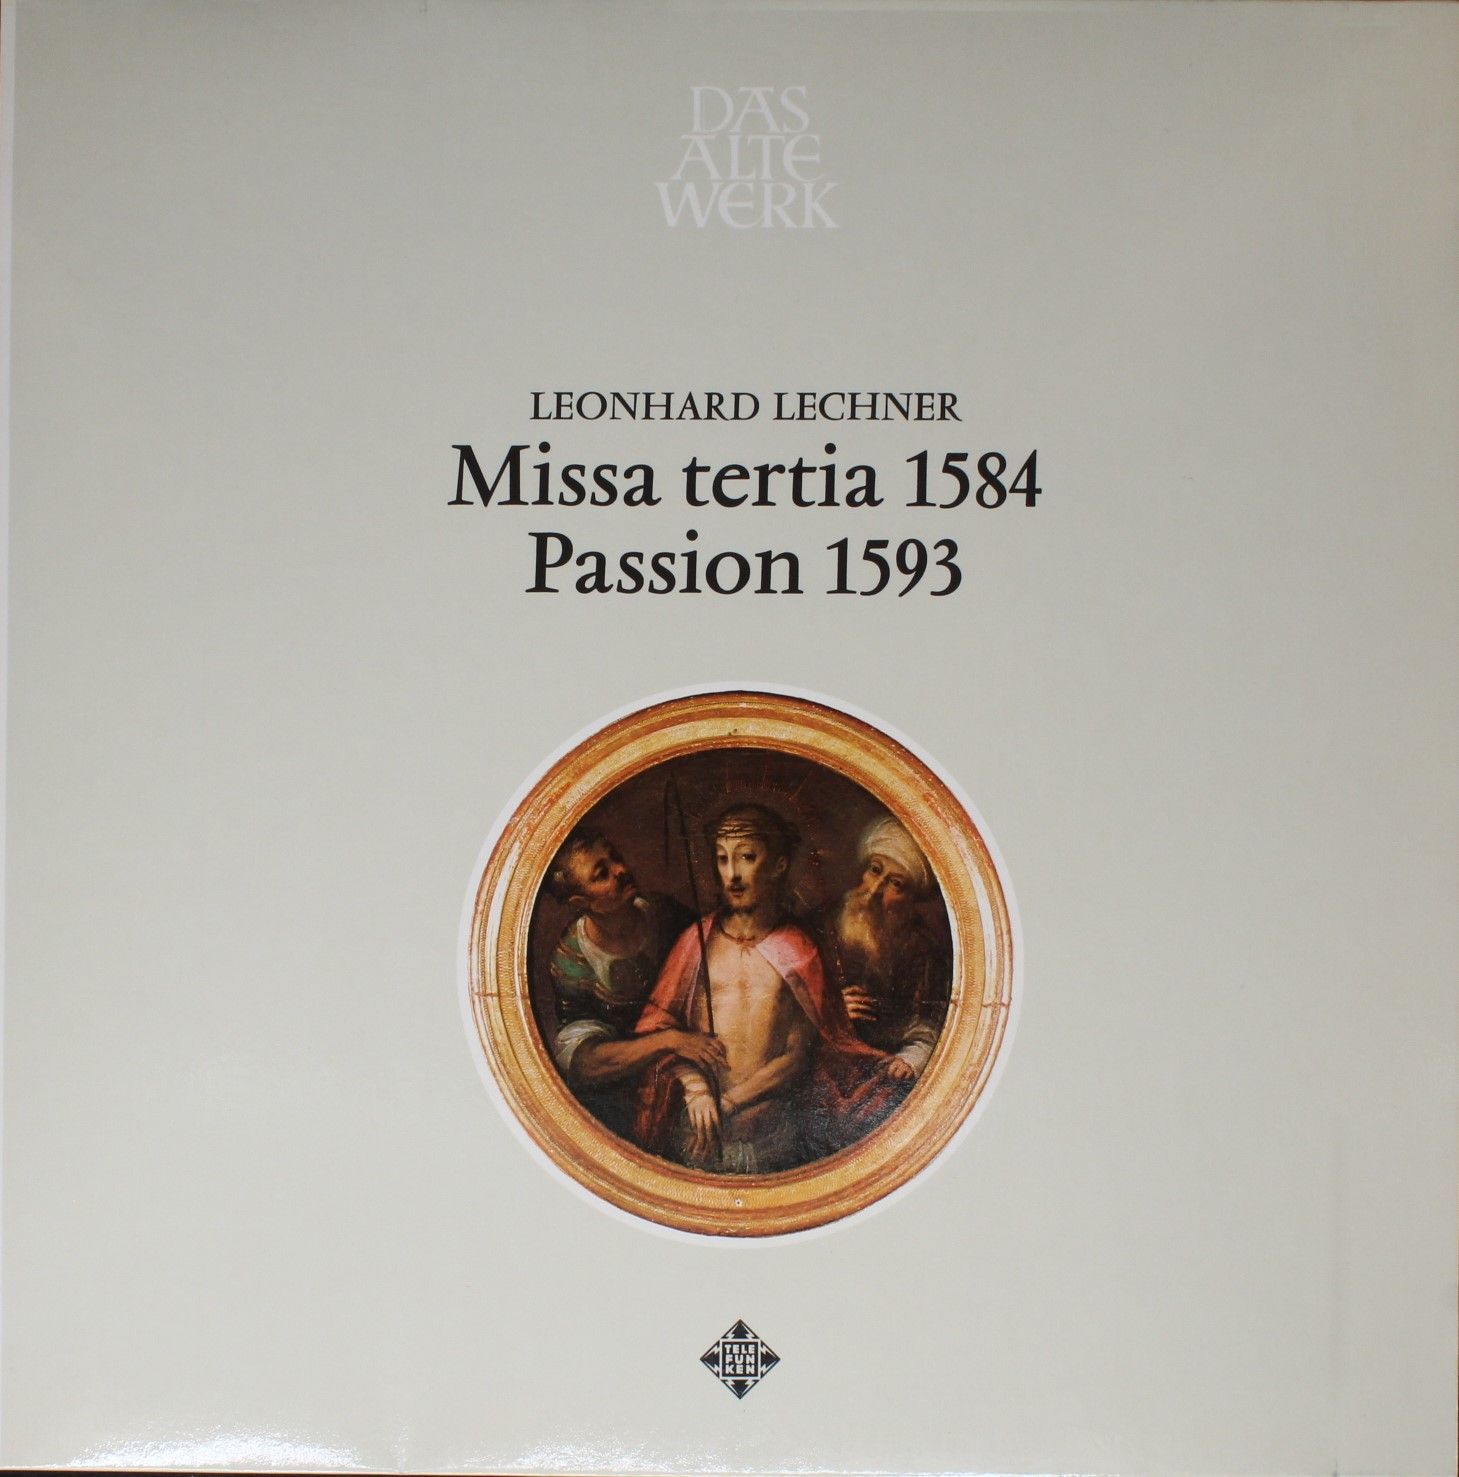 DAS
ALTE
WERK
LEONHARD LECHNER
Missa tertia 1584
Passion 1593
TELE
FUN
KEN